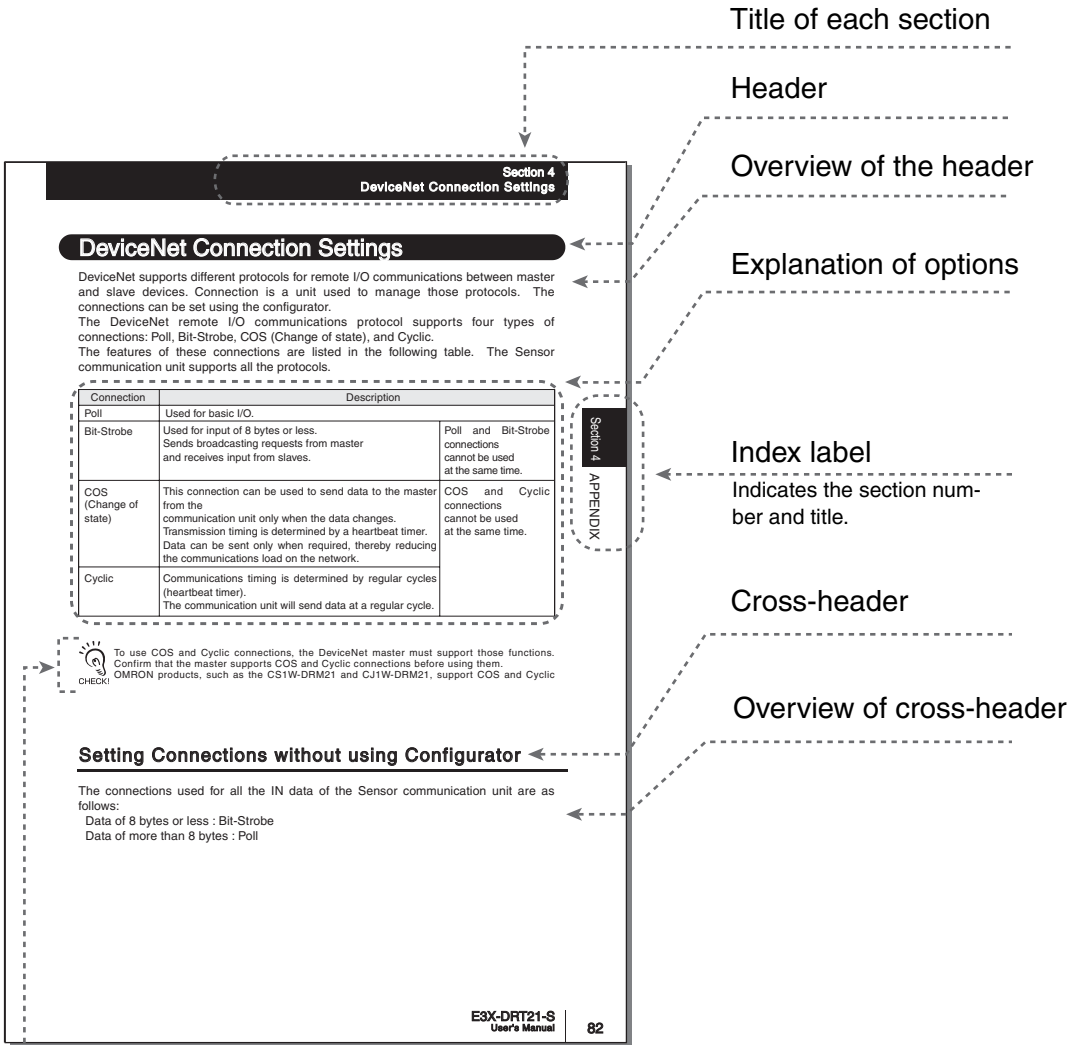 Title of each section
Header
Overview of the header
Explanation of options
Index label
Indicates the section num-
ber and title.
Cross-header
Overview of cross-header
Section 4
DeviceNet Connection Settings
DeviceNet Connection Settings
DeviceNet supports different protocols for remote I/O communications between master
and slave devices. Connection is a unit used to manage those protocols. The
connections can be set using the configurator.
The DeviceNet remote I/O communications protocol supports four types of
connections: Poll, Bit-Strobe, COS (Change of state), and Cyclic.
The features of these connections are listed in the following table. The Sensor
communication unit supports all the protocols.
Connection
Description
Poll
Used for basic I/O.
Bit-Strobe
Used for input of 8 bytes or less.
Sends broadcasting requests from master
and receives input from slaves.
Poll and Bit-Strobe
connections
cannot be used
at the same time.
COS
(Change of
state)
This connection can be used to send data to the master
from the
communication unit only when the data changes.
Transmission timing is determined by a heartbeat timer.
Data can be sent only when required, thereby reducing
the communications load on the network.
COS and Cyclic
connections
cannot be used
at the same time.
Cyclic
Communications timing is determined by regular cycles
(heartbeat timer).
The communication unit will send data at a regular cycle.
Section 4
APPENDIX
CHECK!
To use COS and Cyclic connections, the DeviceNet master must support those functions.
Confirm that the master supports COS and Cyclic connections before using them.
OMRON products, such as the CS1W-DRM21 and CJ1W-DRM21, support COS and Cyclic
Setting Connections without using Configurator
The connections used for all the IN data of the Sensor communication unit are as
follows:
Data of 8 bytes or less : Bit-Strobe
Data of more than 8 bytes : Poll
E3X-DRT21-S
User's Manual
82